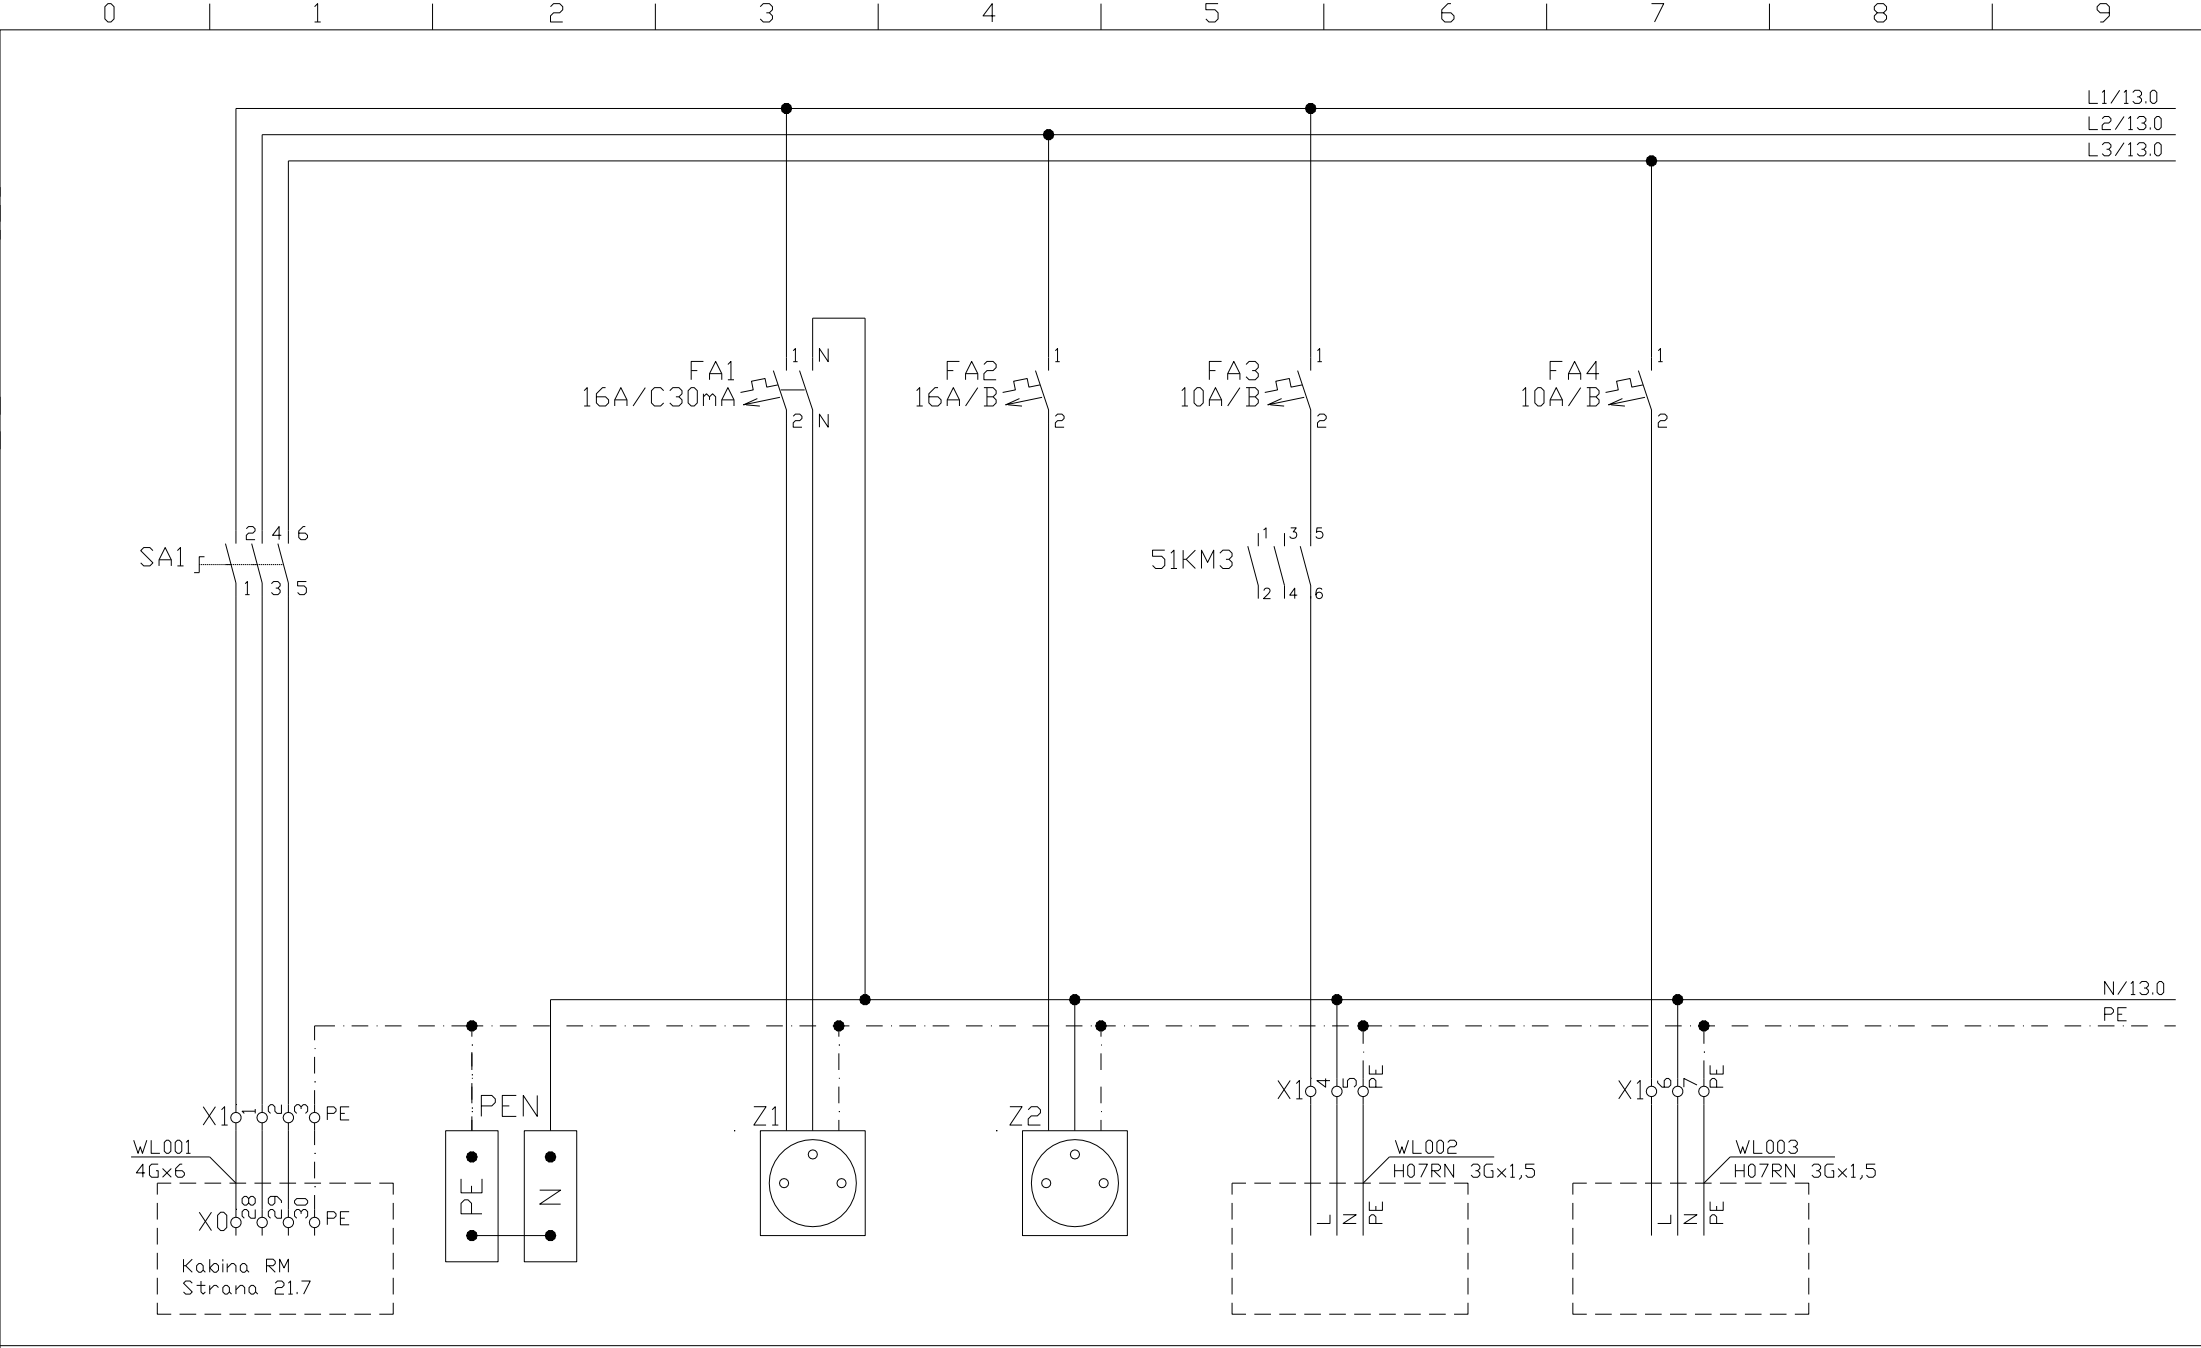 0 1 2 3 4 5 6 7 8 9
L1/13.0
L2/13.0
L3/13.0
1 N 1 1 1
FA1 FA2 FA3 FA4
16A/C30mA 16A/B 10A/B 10A/B
2 N 2 2 2
2 4 6 1 3 5
SA1 51KM3
1 3 5 2 4 6
N/13.0
PE
X1 4 5 PE X1 6 7 PE
X1 1 2 3 PE PEN Z1 Z2
WL001 WL002 WL003
4Gx6 H07RN 3Gx1,5 H07RN 3Gx1,5
X0 28 29 30 PE PE N L N PE L N PE
Kabina RM
Strana 21.7